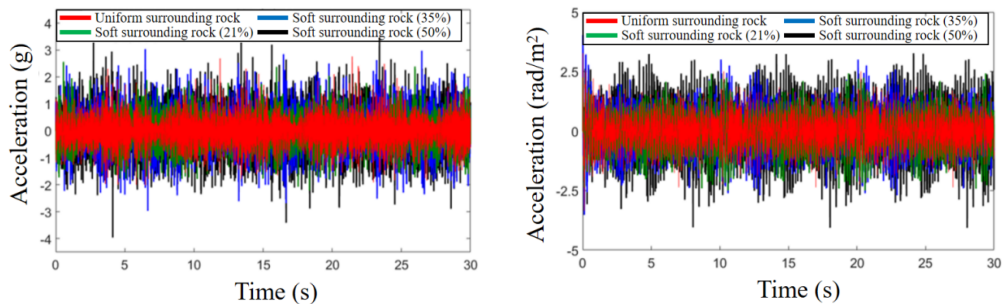 Uniform surrounding rock
Soft surrounding rock (35%)
Soft surrounding rock (21%)
Soft surrounding rock (50%)
Acceleration (g)
4
3
2
1
0
-1
-2
-3
-4
0
5
10
15
20
25
30
Time (s)
Uniform surrounding rock
Soft surrounding rock (35%)
Soft surrounding rock (21%)
Soft surrounding rock (50%)
Acceleration (rad/m²)
5
2.5
0
-2.5
-5
0
5
10
15
20
25
30
Time (s)